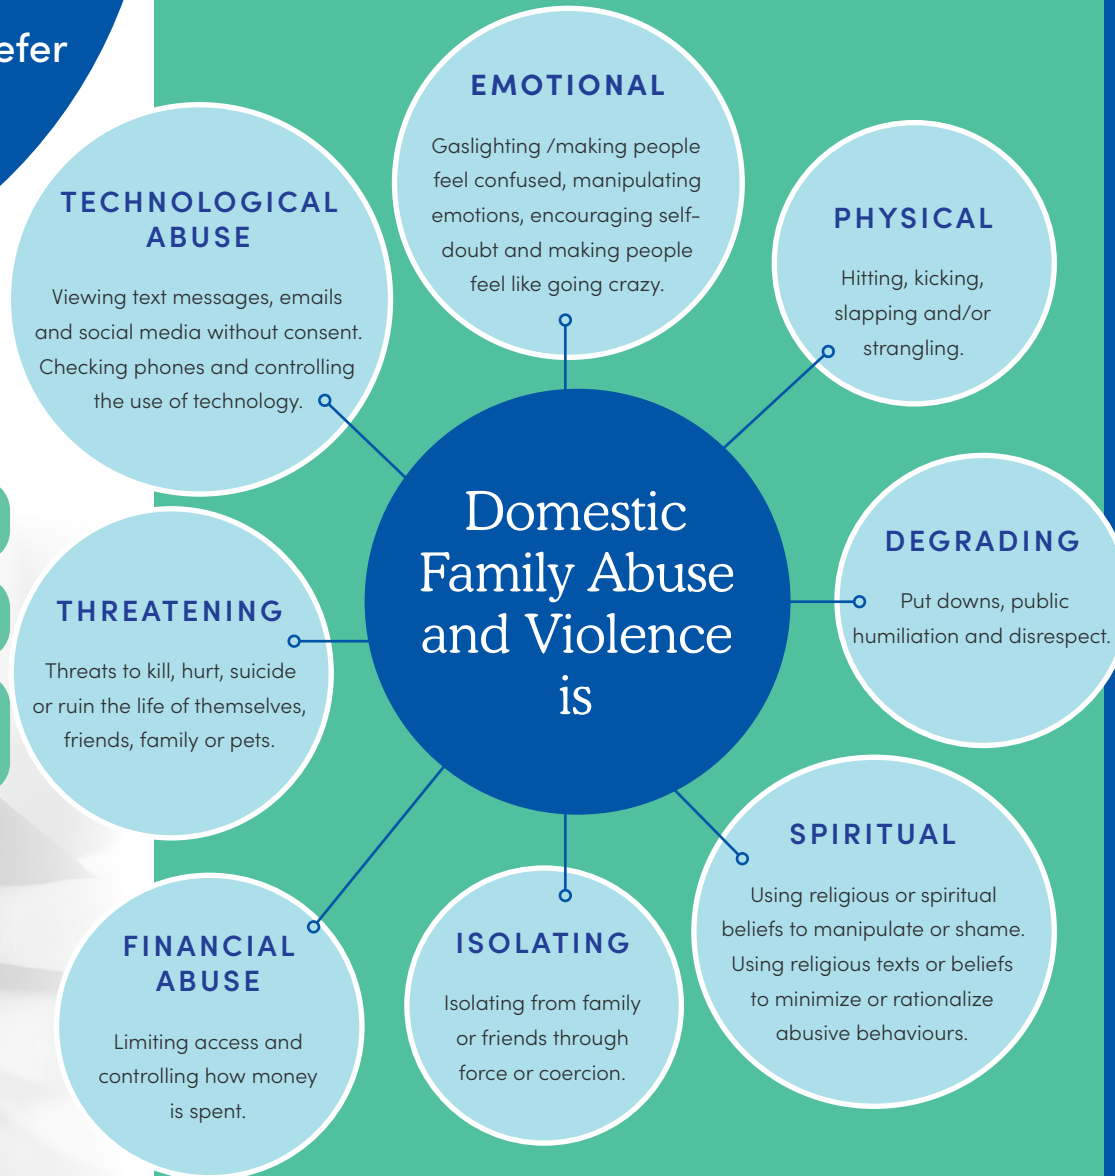 efer
EMOTIONAL
Gaslighting /making people
feel confused, manipulating
emotions, encouraging self-
doubt and making people
feel like going crazy.
TECHNOLOGICAL
ABUSE
Viewing text messages, emails
and social media without consent.
Checking phones and controlling
the use of technology.
PHYSICAL
Hitting, kicking,
slapping and/or
strangling.
Domestic
Family Abuse
and Violence
is
DEGRADING
Put downs, public
humiliation and disrespect.
THREATENING
Threats to kill, hurt, suicide
or ruin the life of themselves,
friends, family or pets.
SPIRITUAL
Using religious or spiritual
beliefs to manipulate or shame.
Using religious texts or beliefs
to minimize or rationalize
abusive behaviours.
FINANCIAL
ABUSE
Limiting access and
controlling how money
is spent.
ISOLATING
Isolating from family
or friends through
force or coercion.